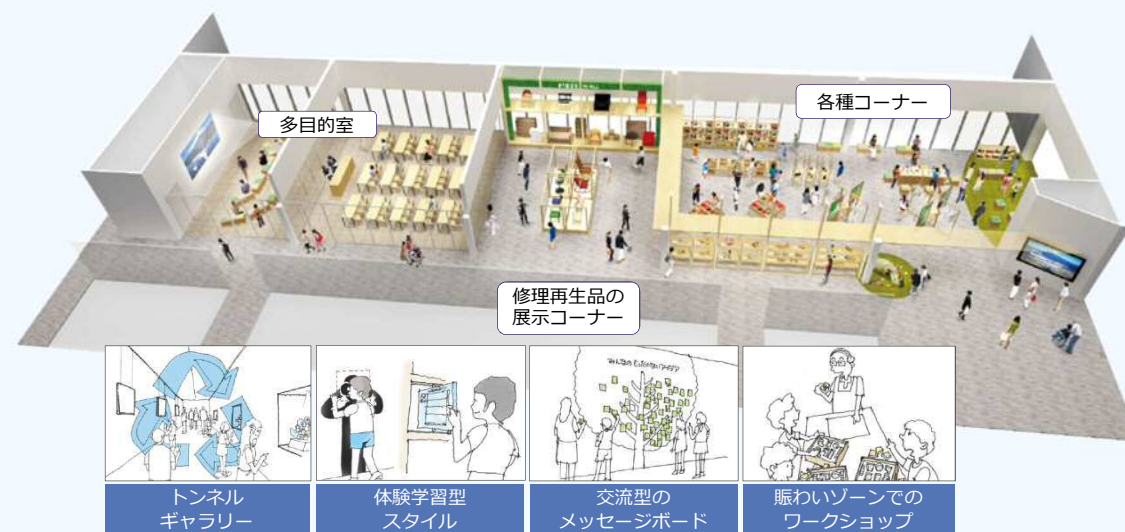 多目的室
各種コーナー
修理再生品の
展示コーナー
トンネル
ギャラリー
体験学習型
スタイル
交流型の
メッセージボード
賑わいゾーンでの
ワークショップ